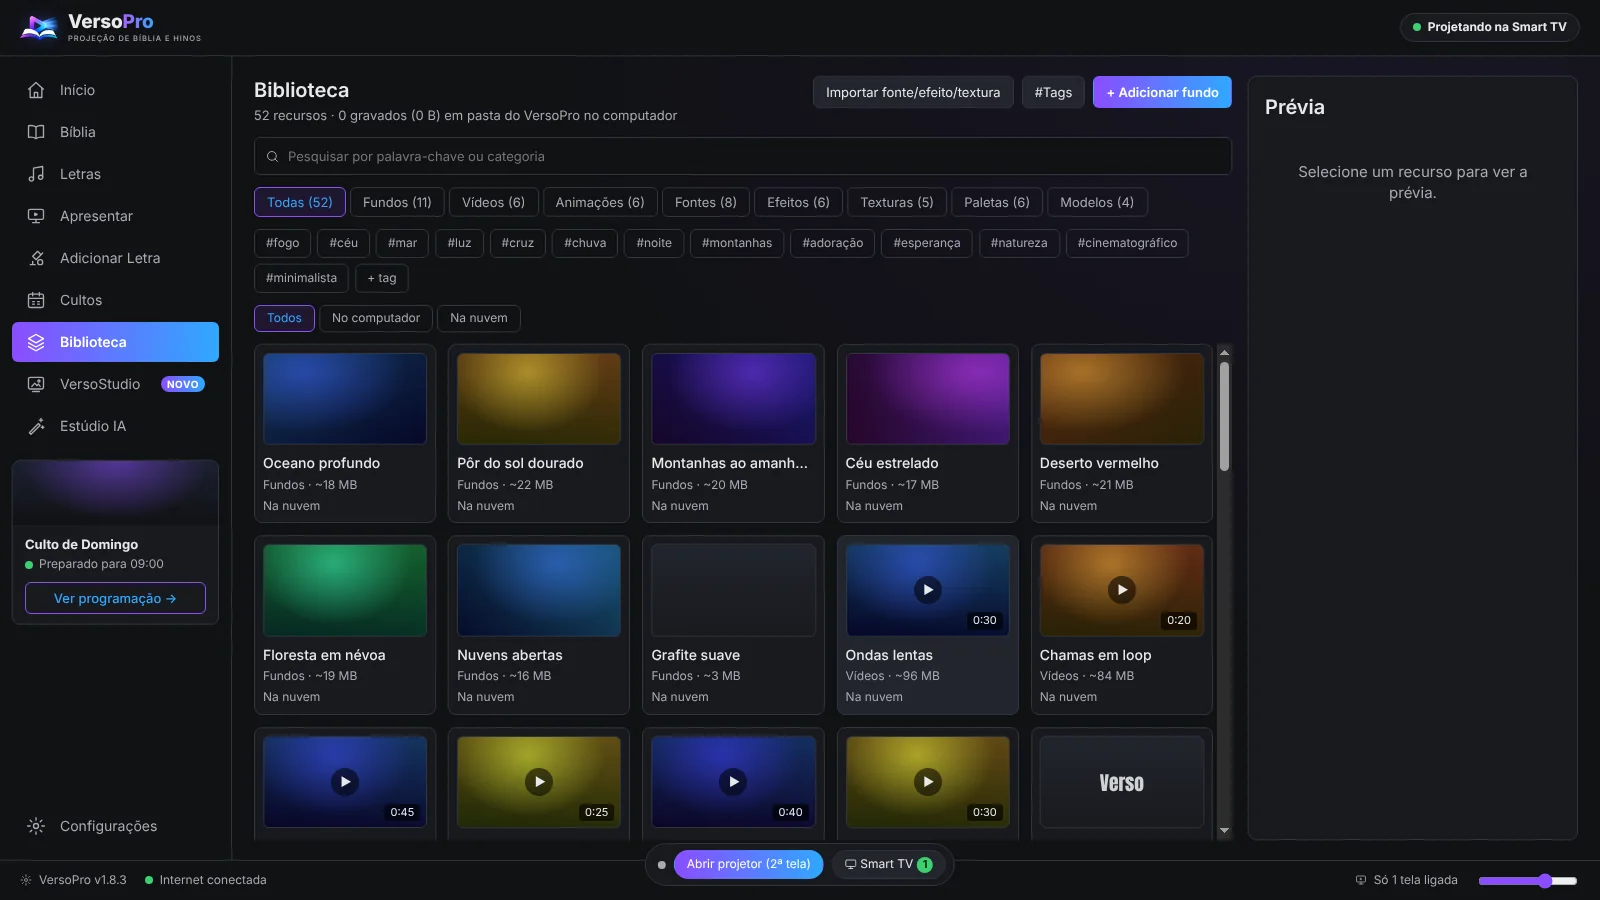 VersoPro
PROJEÇÃO DE BÍBLIA E HINOS
Projetando na Smart TV
Início
Bíblia
Letras
Apresentar
Adicionar Letra
Cultos
Biblioteca
VersoStudio NOVO
Estúdio IA
Culto de Domingo
Preparado para 09:00
Ver programação →
Configurações
Biblioteca
52 recursos · 0 gravados (0 B) em pasta do VersoPro no computador
Importar fonte/efeito/textura
#Tags
+ Adicionar fundo
Pesquisar por palavra-chave ou categoria
Todas (52) Fundos (11) Vídeos (6) Animações (6) Fontes (8) Efeitos (6) Texturas (5) Paletas (6) Modelos (4)
#fogo #céu #mar #luz #cruz #chuva #noite #montanhas #adoração #esperança #natureza #cinematográfico
#minimalista + tag
Todos No computador Na nuvem
Oceano profundo
Fundos · ~18 MB
Na nuvem
Pôr do sol dourado
Fundos · ~22 MB
Na nuvem
Montanhas ao amanh...
Fundos · ~20 MB
Na nuvem
Céu estrelado
Fundos · ~17 MB
Na nuvem
Deserto vermelho
Fundos · ~21 MB
Na nuvem
Floresta em névoa
Fundos · ~19 MB
Na nuvem
Nuvens abertas
Fundos · ~16 MB
Na nuvem
Grafite suave
Fundos · ~3 MB
Na nuvem
0:30
Ondas lentas
Vídeos · ~96 MB
Na nuvem
0:20
Chamas em loop
Vídeos · ~84 MB
Na nuvem
0:45
0:25
0:40
0:30
Verso
Prévia
Selecione um recurso para ver a
prévia.
VersoPro v1.8.3
Internet conectada
Abrir projetor (2ª tela)
Smart TV 1
Só 1 tela ligada